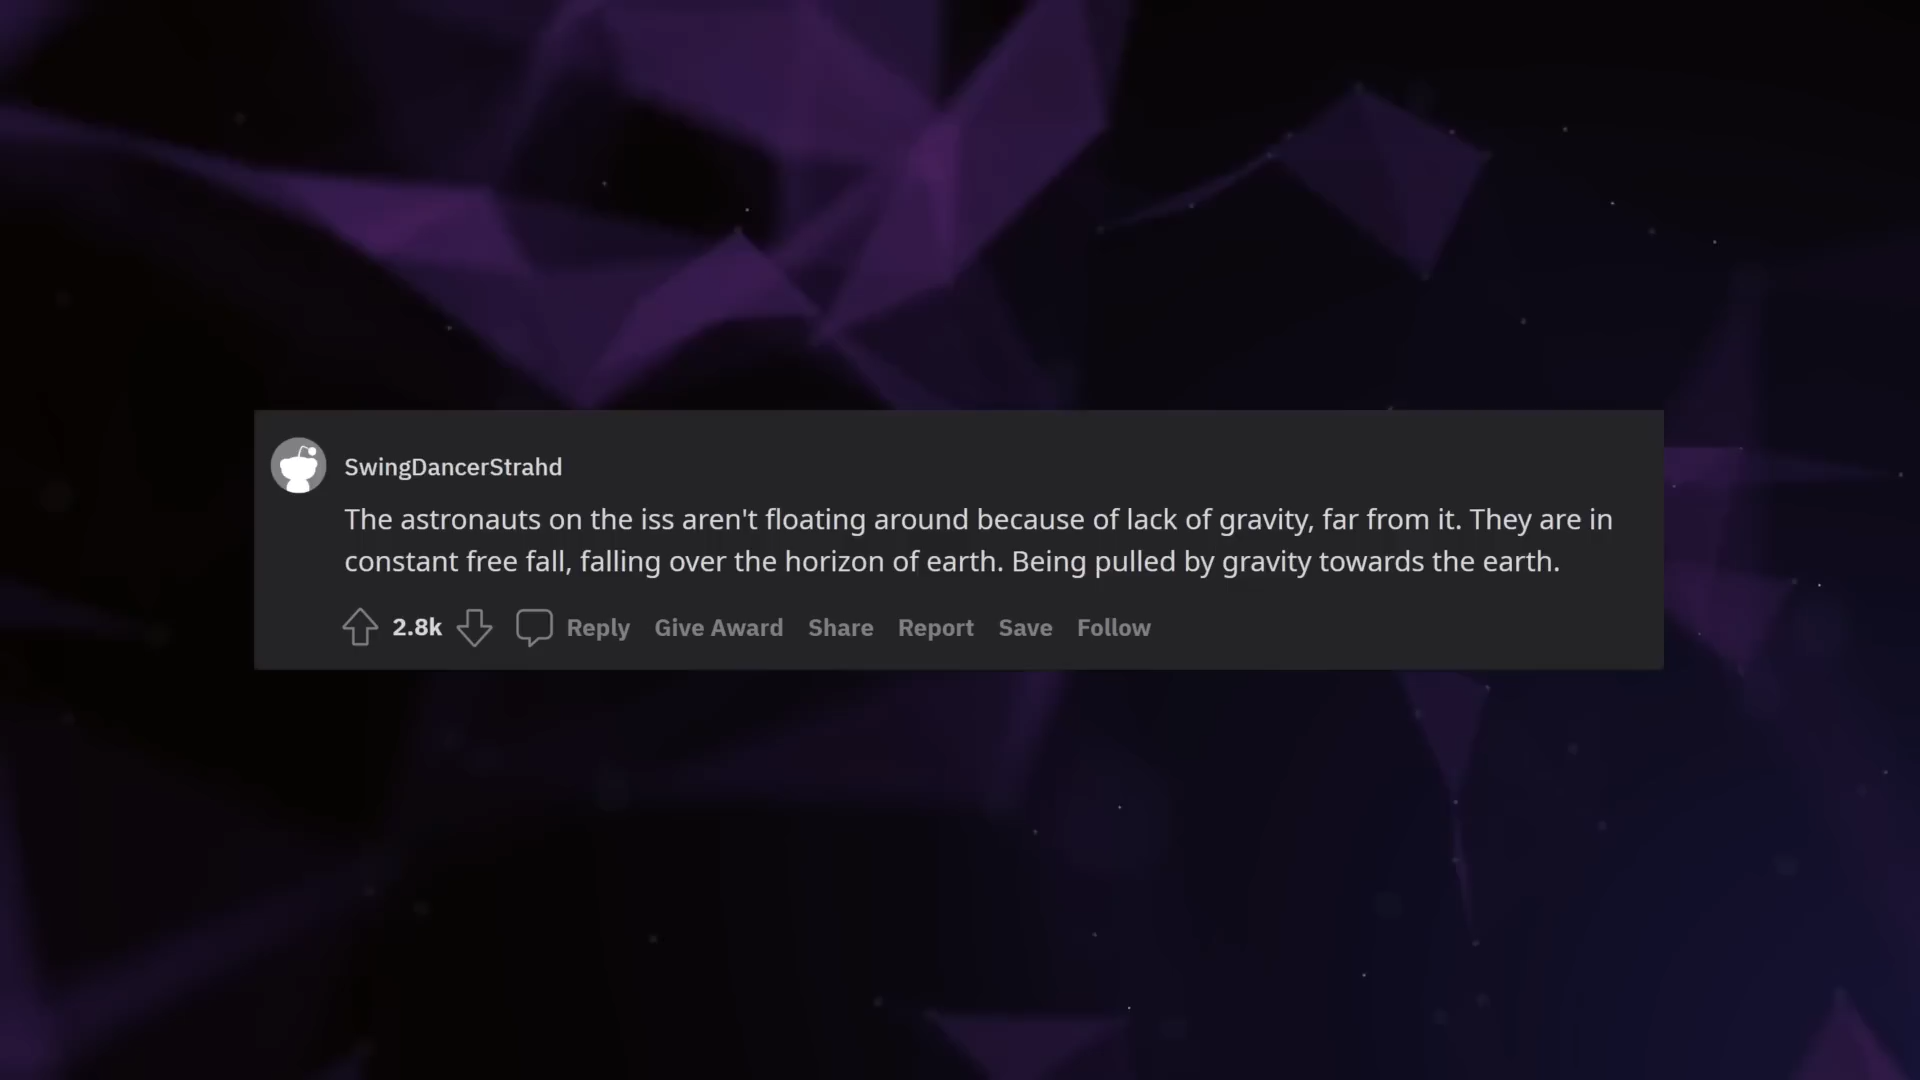 SwingDancerStrahd
The astronauts on the iss aren't floating around because of lack of gravity, far from it. They are in
constant free fall, falling over the horizon of earth. Being pulled by gravity towards the earth.
2.8k Reply Give Award Share Report Save Follow